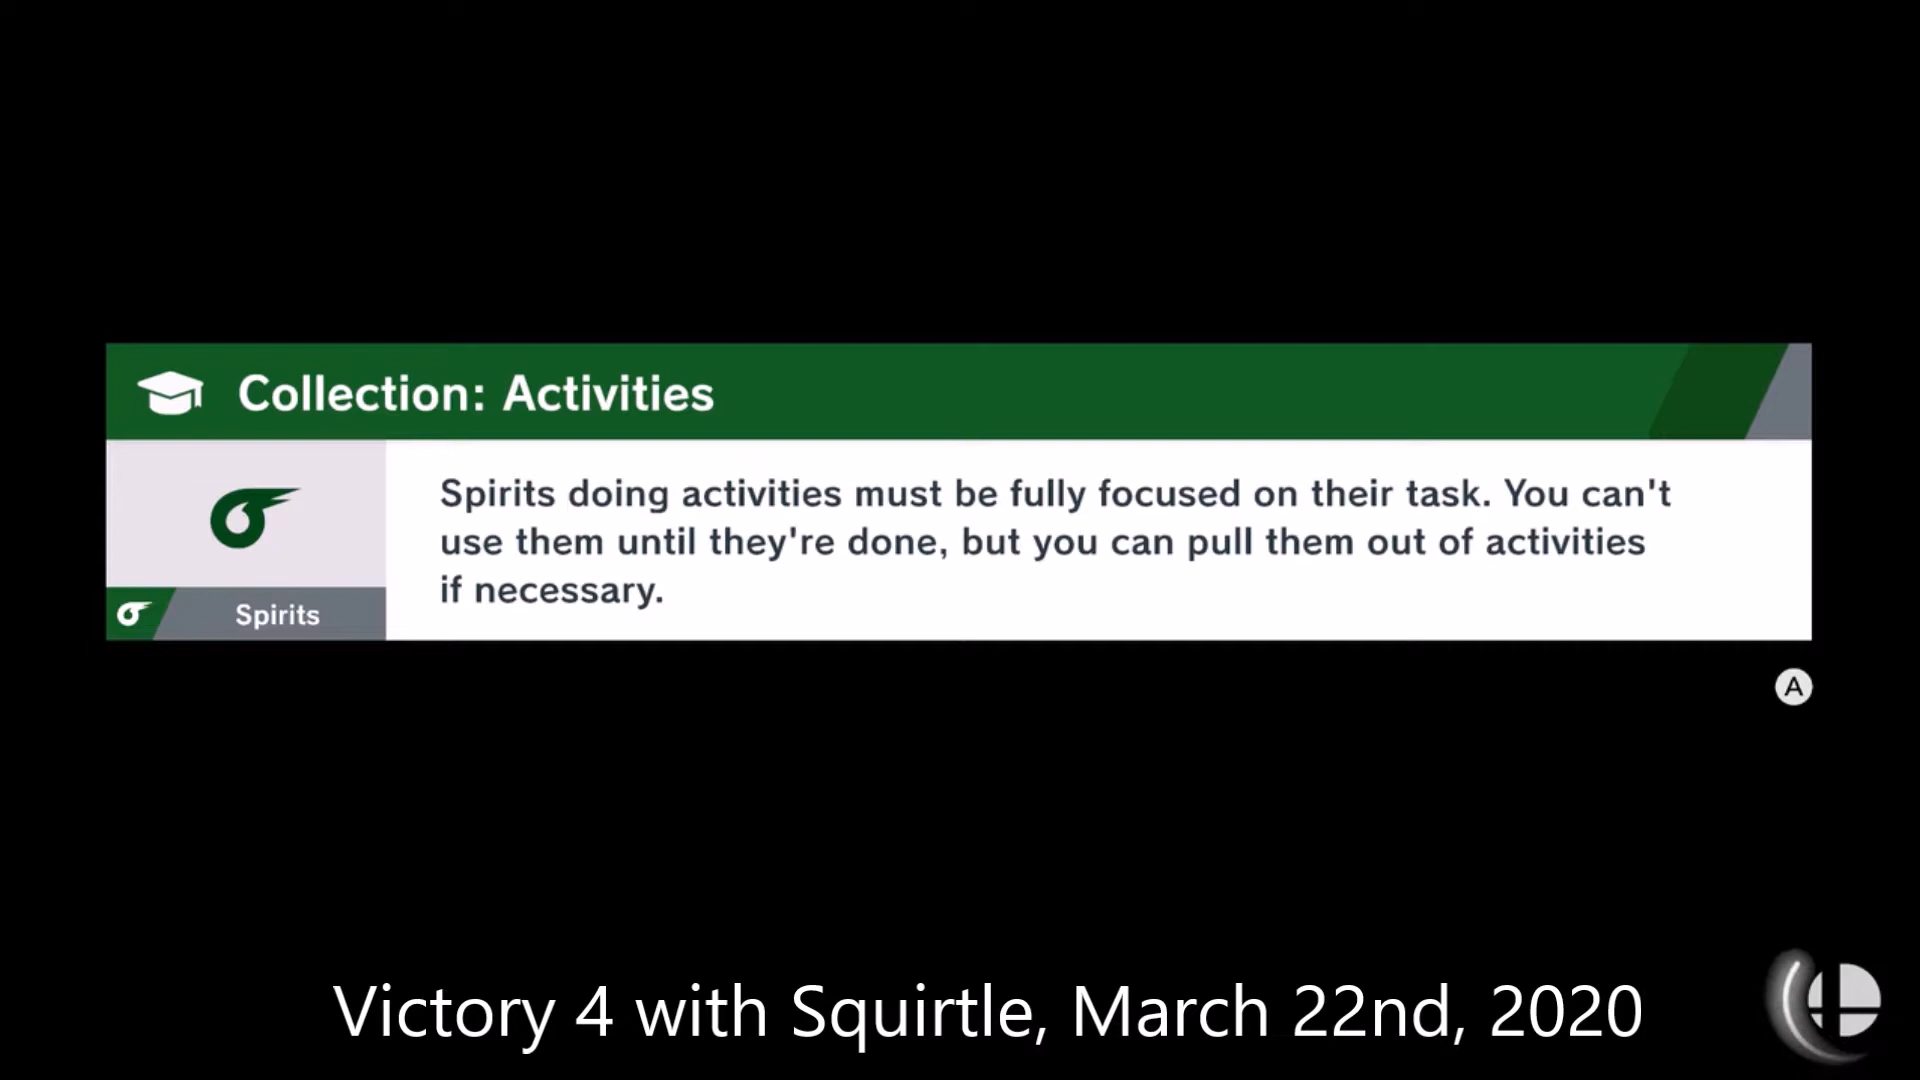 Collection: Activities
Spirits doing activities must be fully focused on their task. You can't
use them until they're done, but you can pull them out of activities
if necessary.
Spirits
A
Victory 4 with Squirtle, March 22nd, 2020